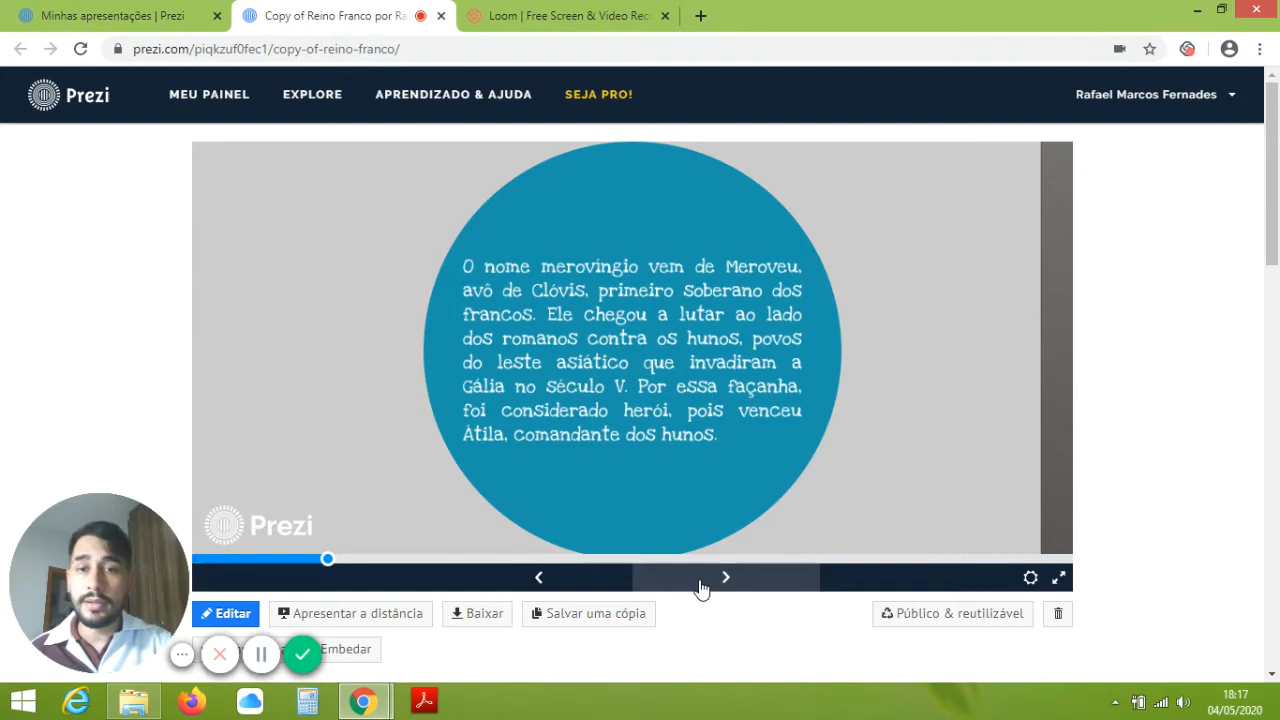 Minhas apresentações | Prezi
Copy of Reino Franco por Ra
Loom | Free Screen & Video Rec
prezi.com/piqkzuf0fec1/copy-of-reino-franco/
Prezi
MEU PAINEL
EXPLORE
APRENDIZADO & AJUDA
SEJA PRO!
Rafael Marcos Fernades
O nome merovíngio vem de Meroveu,
avô de Clóvis, primeiro soberano dos
francos. Ele chegou a lutar ao lado
dos romanos contra os hunos, povos
do leste asiático que invadiram a
Gália no século V. Por essa façanha,
foi considerado herói, pois venceu
Átila, comandante dos hunos.
Prezi
Editar
Apresentar a distância
Baixar
Salvar uma cópia
Público & reutilizável
Embedar
18:17
04/05/2020